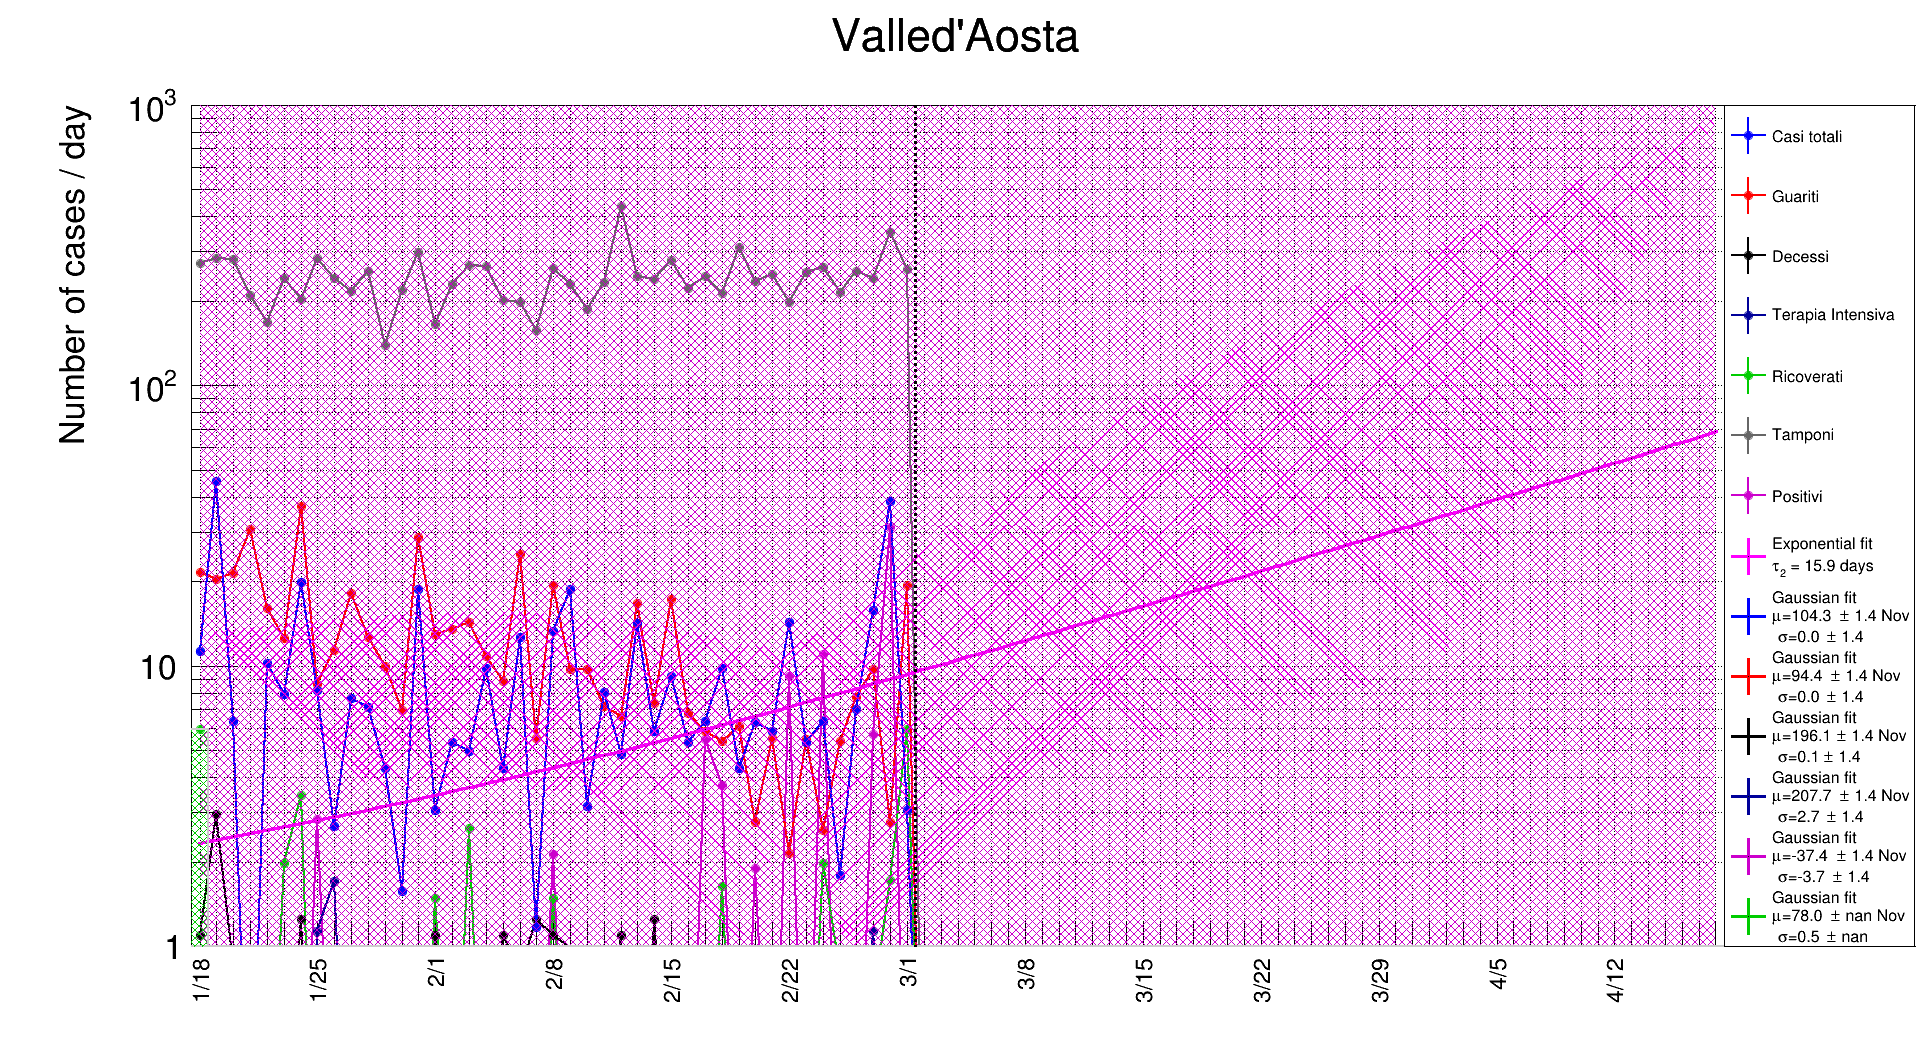 Valled'Aosta
Number of cases / day
10³
10²
10
1
1/18
1/25
2/1
2/8
2/15
2/22
3/1
3/8
3/15
3/22
3/29
4/5
4/12
Casi totali
Guariti
Decessi
Terapia Intensiva
Ricoverati
Tamponi
Positivi
Exponential fit
τ₂ = 15.9 days
Gaussian fit
μ=104.3 ± 1.4 Nov
σ=0.0 ± 1.4
Gaussian fit
μ=94.4 ± 1.4 Nov
σ=0.0 ± 1.4
Gaussian fit
μ=196.1 ± 1.4 Nov
σ=0.1 ± 1.4
Gaussian fit
μ=207.7 ± 1.4 Nov
σ=2.7 ± 1.4
Gaussian fit
μ=-37.4 ± 1.4 Nov
σ=-3.7 ± 1.4
Gaussian fit
μ=78.0 ± nan Nov
σ=0.5 ± nan